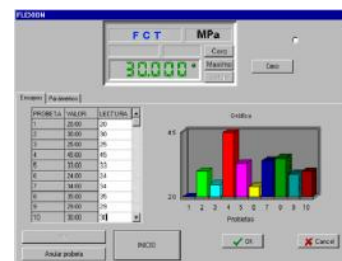 FLEXION
FCT MPa
Carg
30.000 * Maximo
Cero
Ensayos Parametros
PROBETA VALOR LECTURA
1 20.00 20
2 30.00 30
3 25.00 25
4 45.00 45
5 33.00 33
6 24.00 24
7 34.00 34
8 35.00 35
9 29.00 29
10 30.00 30
Gráfica
45
20
1 2 3 4 5 6 7 8 9 10
Probetas
Anular probeta
INICIO
OK
Cancel